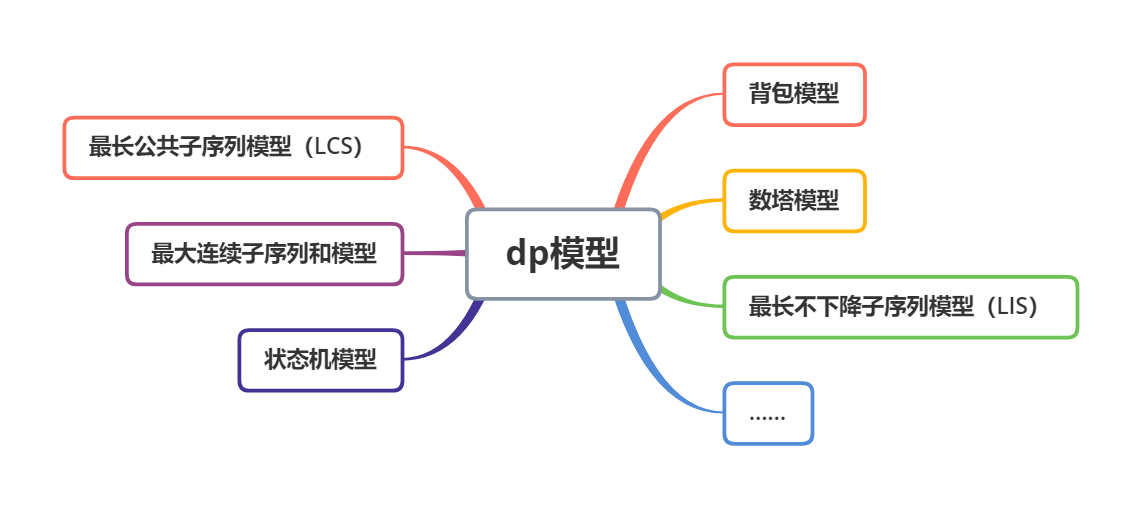 dp模型
背包模型
数塔模型
最长不下降子序列模型（LIS）
……
最长公共子序列模型（LCS）
最大连续子序列和模型
状态机模型